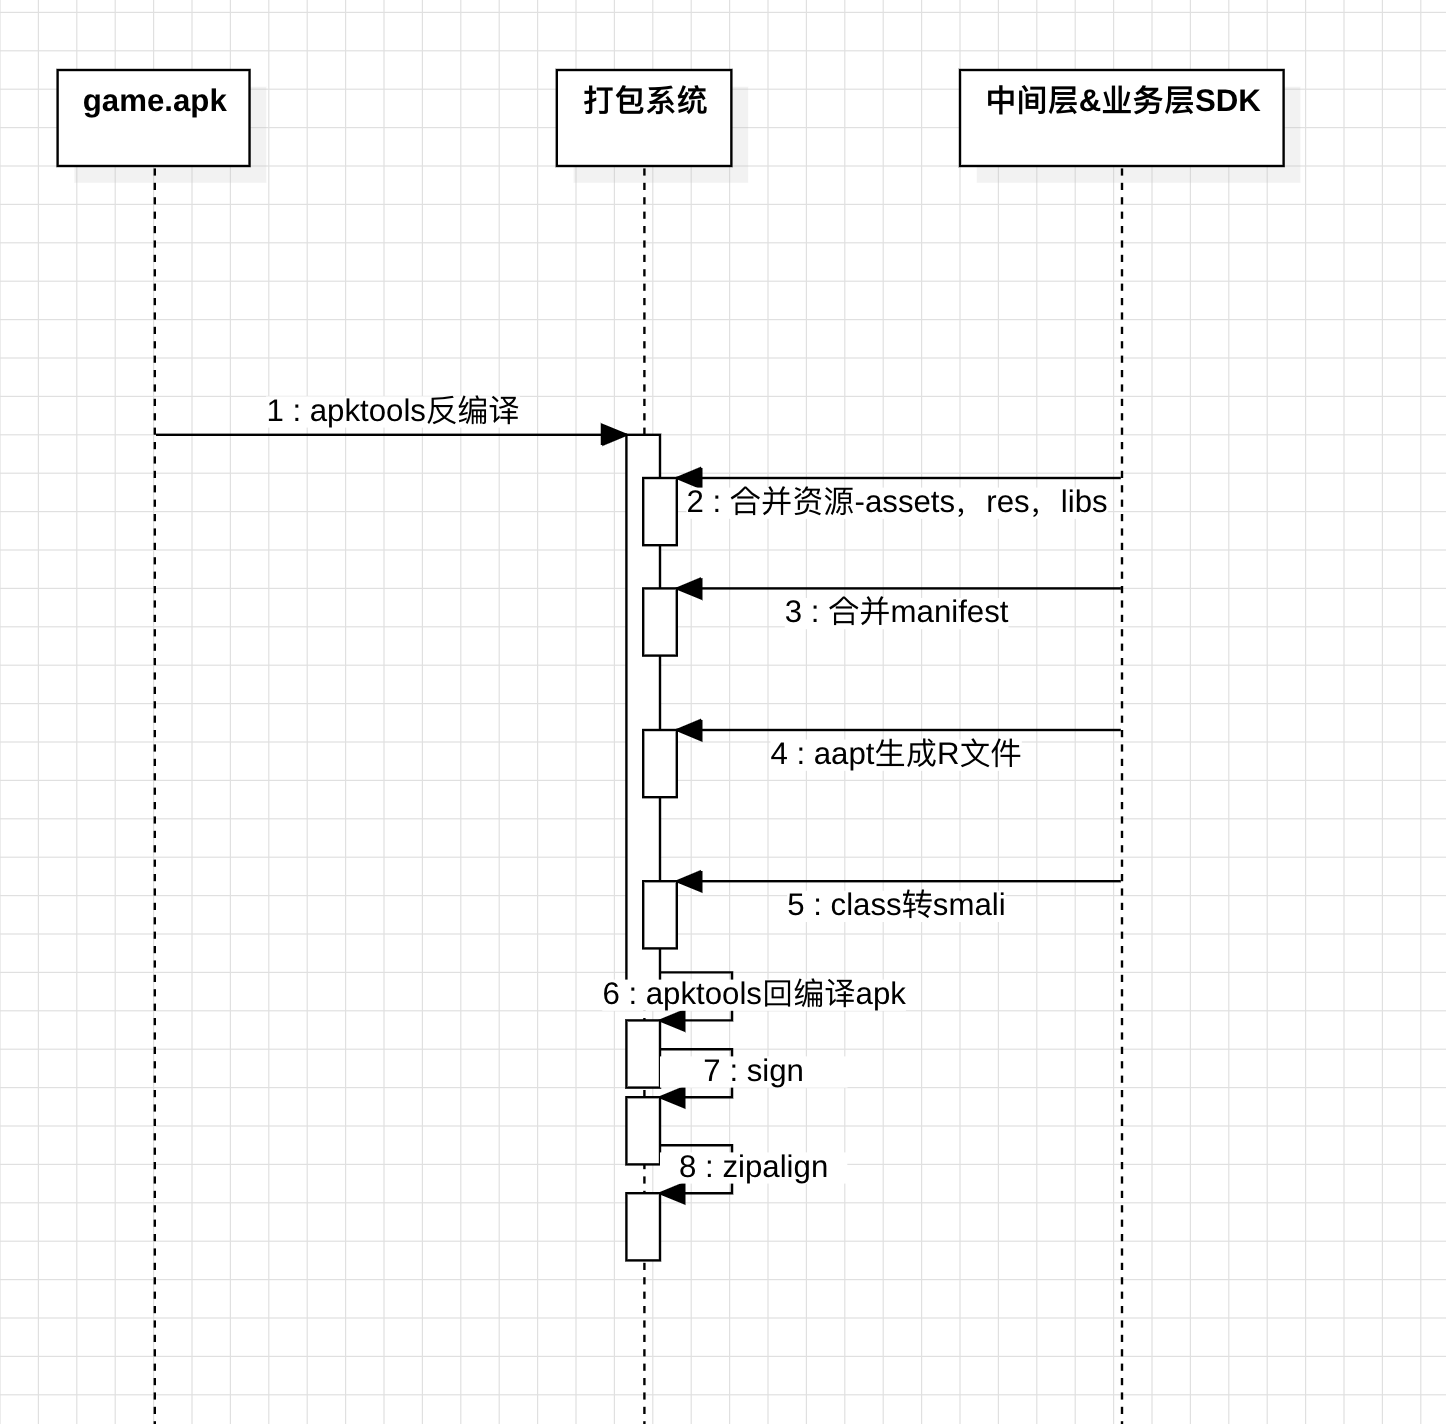 game.apk
打包系统
中间层&业务层SDK
1 : apktools反编译
2 : 合并资源-assets，res，libs
3 : 合并manifest
4 : aapt生成R文件
5 : class转smali
6 : apktools回编译apk
7 : sign
8 : zipalign